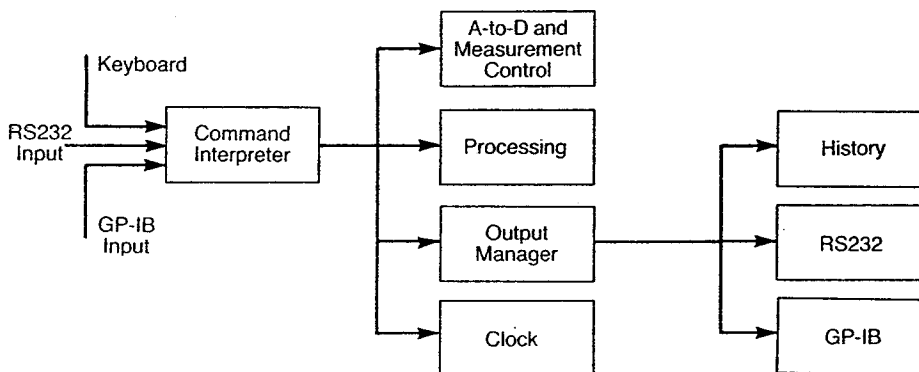 Keyboard
RS232
Input
GP-IB
Input
Command
Interpreter
A-to-D and
Measurement
Control
Processing
Output
Manager
Clock
History
RS232
GP-IB